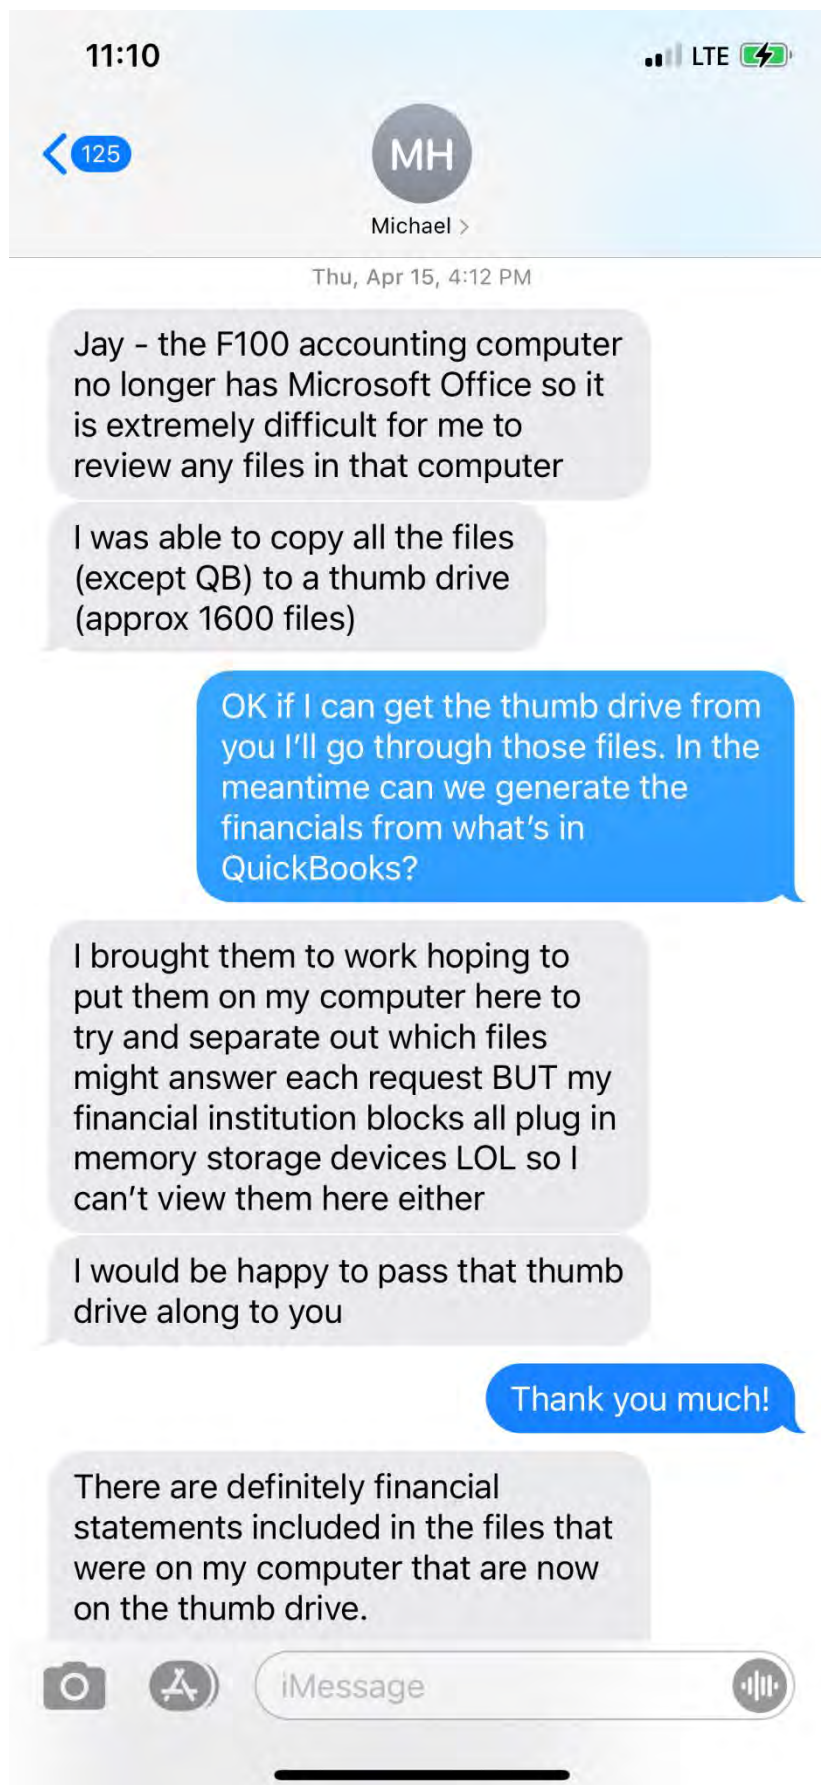 11:10
LTE
125
MH
Michael >
Thu, Apr 15, 4:12 PM
Jay - the F100 accounting computer
no longer has Microsoft Office so it
is extremely difficult for me to
review any files in that computer
I was able to copy all the files
(except QB) to a thumb drive
(approx 1600 files)
OK if I can get the thumb drive from
you I’ll go through those files. In the
meantime can we generate the
financials from what’s in
QuickBooks?
I brought them to work hoping to
put them on my computer here to
try and separate out which files
might answer each request BUT my
financial institution blocks all plug in
memory storage devices LOL so I
can’t view them here either
I would be happy to pass that thumb
drive along to you
Thank you much!
There are definitely financial
statements included in the files that
were on my computer that are now
on the thumb drive.
iMessage